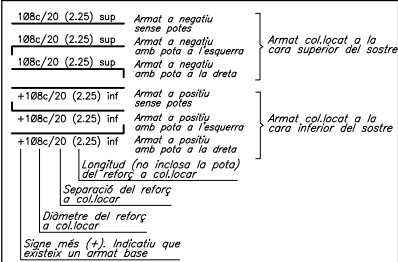 1Ø8c/20 (2.25) sup
Armat a negatiu
sense potes
1Ø8c/20 (2.25) sup
Armat a negatiu
amb pota a l'esquerra
1Ø8c/20 (2.25) sup
Armat a negatiu
amb pota a la dreta
Armat col.locat a la
cara superior del sostre
+1Ø8c/20 (2.25) inf
Armat a positiu
sense potes
+1Ø8c/20 (2.25) inf
Armat a positiu
amb pota a l'esquerra
+1Ø8c/20 (2.25) inf
Armat a positiu
amb pota a la dreta
Armat col.locat a la
cara inferior del sostre
Longitud (no inclosa la pota)
del reforç a col.locar
Separació del reforç
a col.locar
Diàmetre del reforç
a col.locar
Signe més (+). Indicatiu que
existeix un armat base